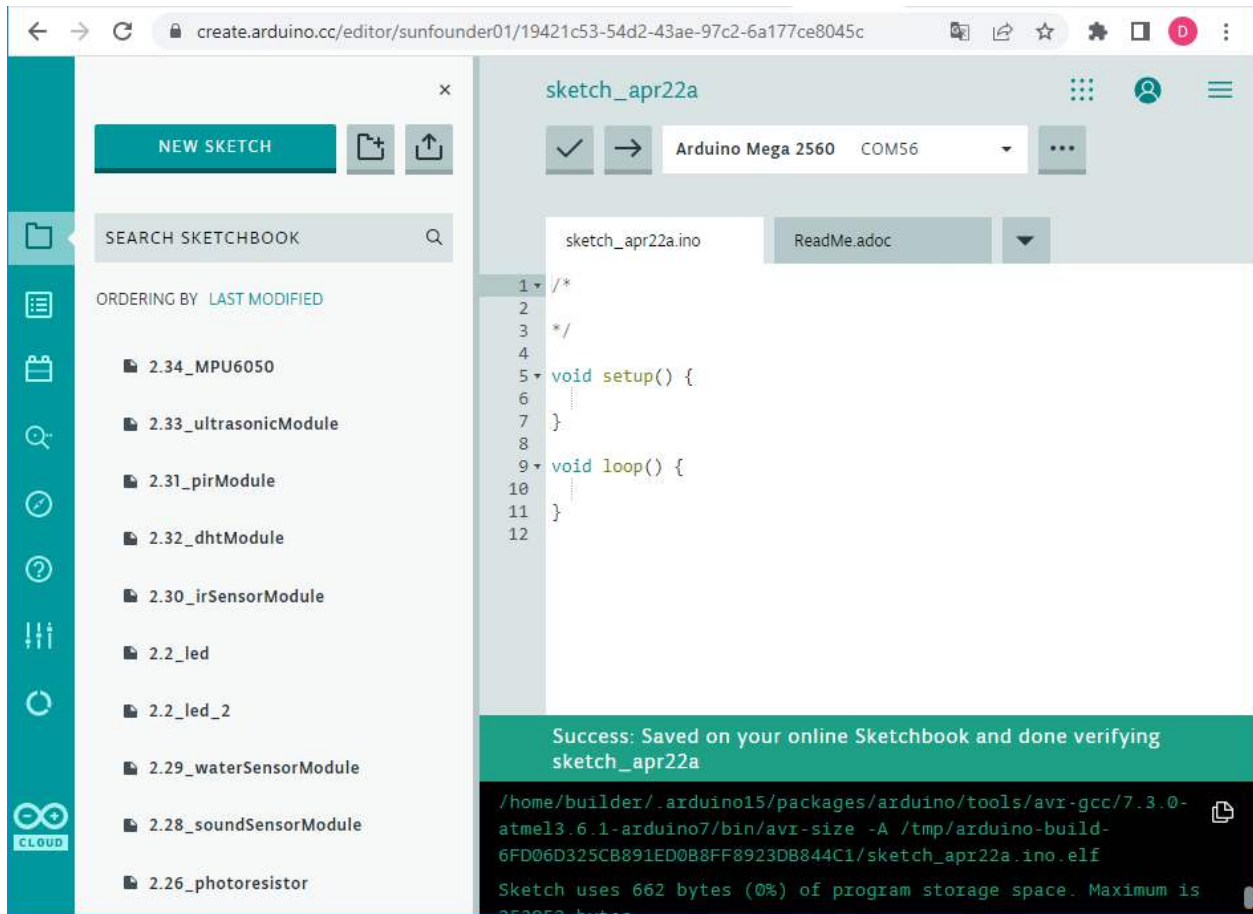 create.arduino.cc/editor/sunfounder01/19421c53-54d2-43ae-97c2-6a177ce8045c
D
×
NEW SKETCH
SEARCH SKETCHBOOK
ORDERING BY LAST MODIFIED
2.34_MPU6050
2.33_ultrasonicModule
2.31_pirModule
2.32_dhtModule
2.30_irSensorModule
2.2_led
2.2_led_2
2.29_waterSensorModule
2.28_soundSensorModule
2.26_photoresistor
CLOUD
sketch_apr22a
Arduino Mega 2560 COM56
sketch_apr22a.ino
ReadMe.adoc
1 /*
2
3 */
4
5 void setup() {
6
7 }
8
9 void loop() {
10
11 }
12
Success: Saved on your online Sketchbook and done verifying
sketch_apr22a
/home/builder/.arduino15/packages/arduino/tools/avr-gcc/7.3.0-
atmel3.6.1-arduino7/bin/avr-size -A /tmp/arduino-build-
6FD06D325CB891ED0B8FF8923DB844C1/sketch_apr22a.ino.elf
Sketch uses 662 bytes (0%) of program storage space. Maximum is